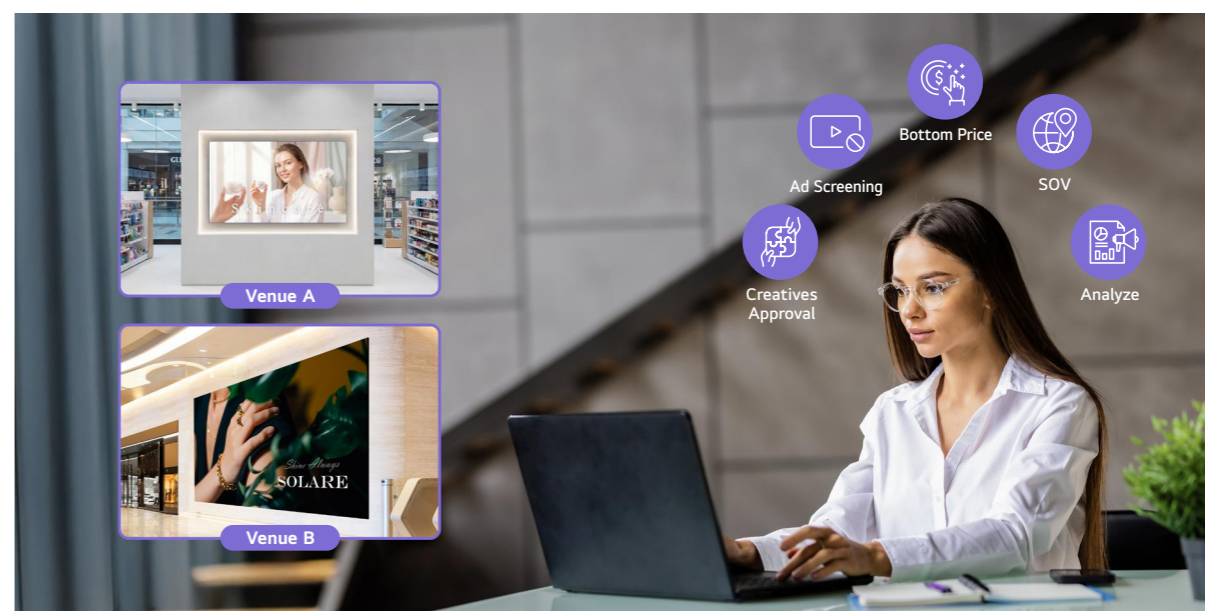 Venue A
Shine Always
SOLARE
Venue B
Bottom Price
Ad Screening
SOV
Creatives
Approval
Analyze